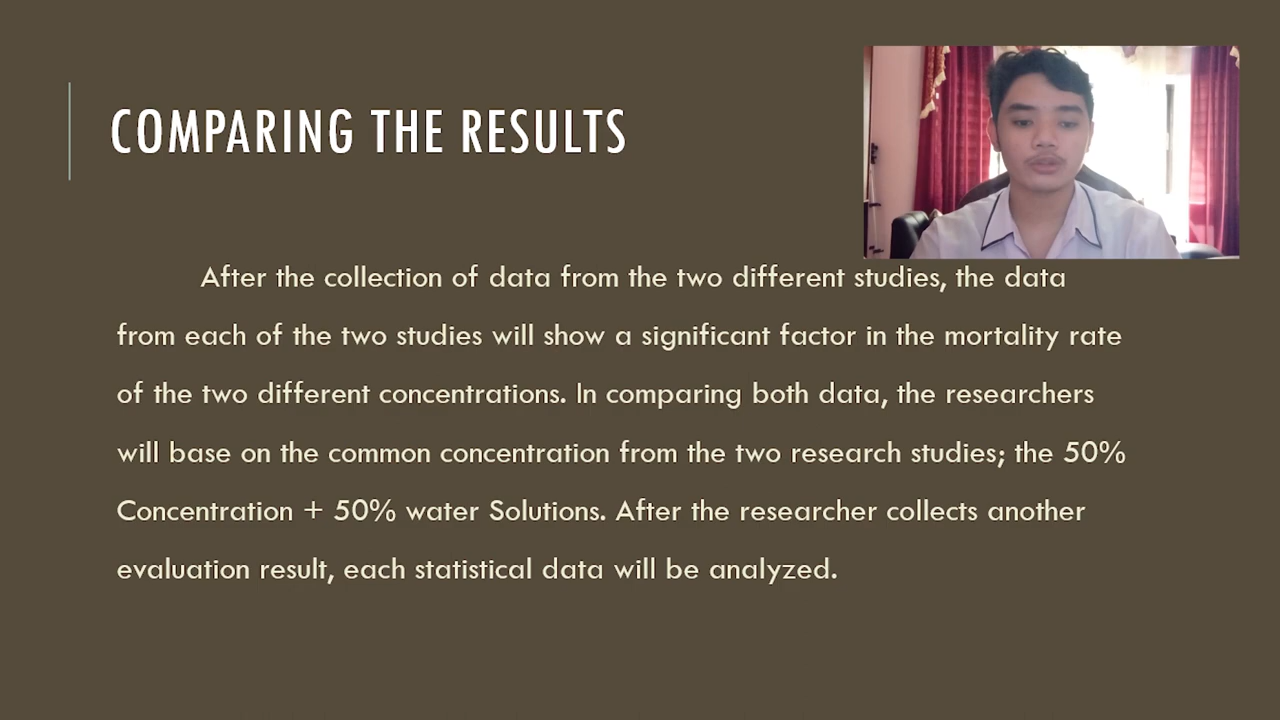 COMPARING THE RESULTS
After the collection of data from the two different studies, the data
from each of the two studies will show a significant factor in the mortality rate
of the two different concentrations. In comparing both data, the researchers
will base on the common concentration from the two research studies; the 50%
Concentration + 50% water Solutions. After the researcher collects another
evaluation result, each statistical data will be analyzed.